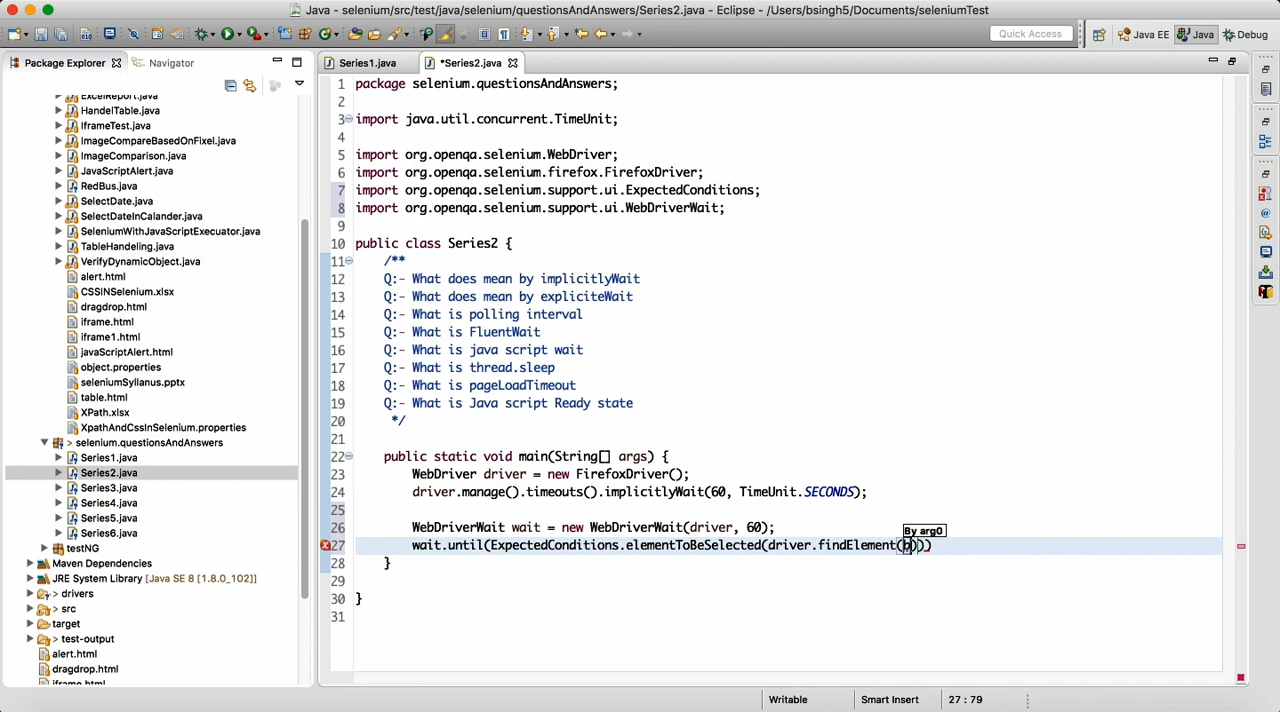 Java - selenium/src/test/java/selenium/questionsAndAnswers/Series2.java - Eclipse - /Users/bsingh5/Documents/seleniumTest
Quick Access
Java EE
Java
Debug
Package Explorer
Navigator
ExcelReport.java
HandelTable.java
IframeTest.java
ImageCompareBasedOnFixel.java
ImageComparison.java
JavaScriptAlert.java
RedBus.java
SelectDate.java
SelectDateInCalander.java
SeleniumWithJavaScriptExecuator.java
TableHandeling.java
VerifyDynamicObject.java
alert.html
CSSINSelenium.xlsx
dragdrop.html
iframe.html
iframe1.html
javaScriptAlert.html
object.properties
seleniumSyllanus.pptx
table.html
XPath.xlsx
XpathAndCssInSelenium.properties
> selenium.questionsAndAnswers
Series1.java
Series2.java
Series3.java
Series4.java
Series5.java
Series6.java
testNG
Maven Dependencies
JRE System Library [Java SE 8 [1.8.0_102]]
> drivers
> src
target
> test-output
alert.html
dragdrop.html
iframe.html
Series1.java
*Series2.java
1 package selenium.questionsAndAnswers;
2
3 import java.util.concurrent.TimeUnit;
4
5 import org.openqa.selenium.WebDriver;
6 import org.openqa.selenium.firefox.FirefoxDriver;
7 import org.openqa.selenium.support.ui.ExpectedConditions;
8 import org.openqa.selenium.support.ui.WebDriverWait;
9
10 public class Series2 {
11 /**
12 Q:- What does mean by implicitlyWait
13 Q:- What does mean by expliciteWait
14 Q:- What is polling interval
15 Q:- What is FluentWait
16 Q:- What is java script wait
17 Q:- What is thread.sleep
18 Q:- What is pageLoadTimeout
19 Q:- What is Java script Ready state
20 */
21
22 public static void main(String[] args) {
23 WebDriver driver = new FirefoxDriver();
24 driver.manage().timeouts().implicitlyWait(60, TimeUnit.SECONDS);
25
26 WebDriverWait wait = new WebDriverWait(driver, 60);
By arg0
27 wait.until(ExpectedConditions.elementToBeSelected(driver.findElement(b)))
28 }
29
30 }
31
Writable
Smart Insert
27 : 79